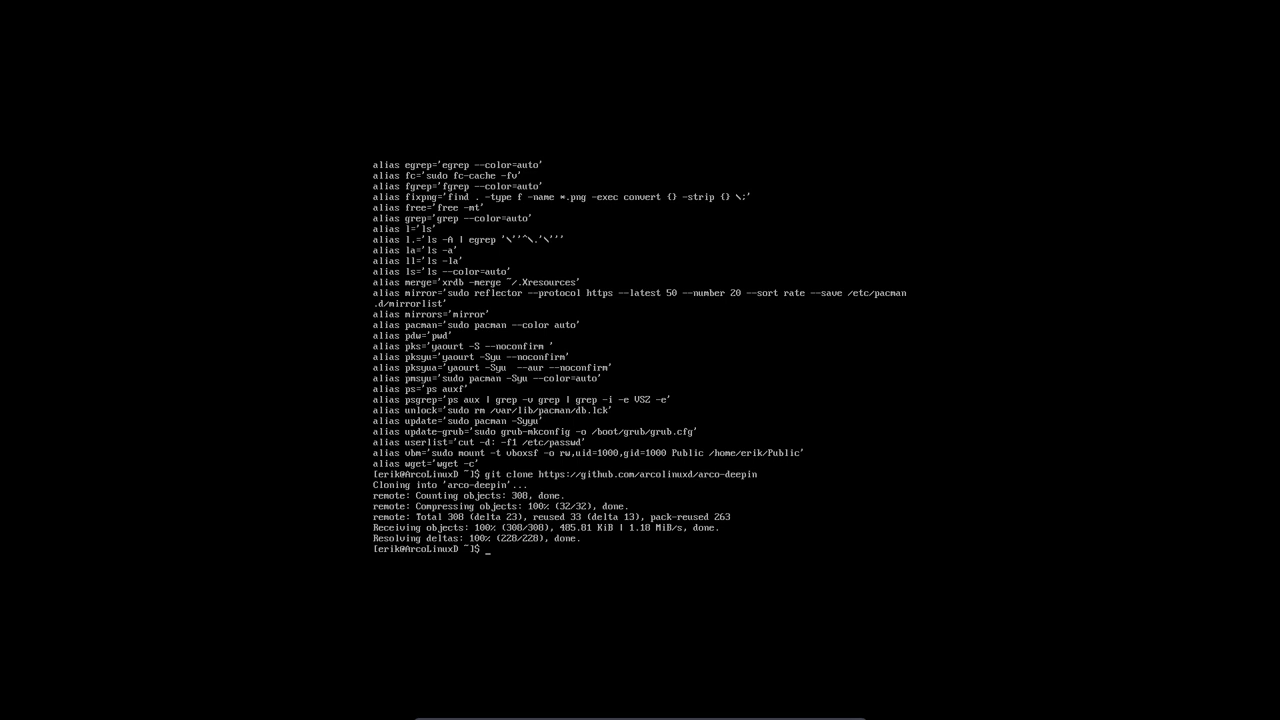 alias egrep='egrep --color=auto'
alias fc='sudo fc-cache -fv'
alias fgrep='fgrep --color=auto'
alias fixpng='find . -type f -name *.png -exec convert {} -strip {} \;'
alias free='free -mt'
alias grep='grep --color=auto'
alias l='ls'
alias l.='ls -A | egrep '\''^\.'\'''
alias la='ls -a'
alias ll='ls -la'
alias ls='ls --color=auto'
alias merge='xrdb -merge ~/.Xresources'
alias mirror='sudo reflector --protocol https --latest 50 --number 20 --sort rate --save /etc/pacman
.d/mirrorlist'
alias mirrors='mirror'
alias pacman='sudo pacman --color auto'
alias pdw='pwd'
alias pks='yaourt -S --noconfirm '
alias pksyu='yaourt -Syu --noconfirm'
alias pksyua='yaourt -Syu  --aur --noconfirm'
alias pmsyu='sudo pacman -Syu --color=auto'
alias ps='ps auxf'
alias psgrep='ps aux | grep -v grep | grep -i -e VSZ -e'
alias unlock='sudo rm /var/lib/pacman/db.lck'
alias update='sudo pacman -Syyu'
alias update-grub='sudo grub-mkconfig -o /boot/grub/grub.cfg'
alias userlist='cut -d: -f1 /etc/passwd'
alias vbm='sudo mount -t vboxsf -o rw,uid=1000,gid=1000 Public /home/erik/Public'
alias wget='wget -c'
[erik@ArcoLinuxD ~]$ git clone https://github.com/arcolinuxd/arco-deepin
Cloning into 'arco-deepin'...
remote: Counting objects: 308, done.
remote: Compressing objects: 100% (32/32), done.
remote: Total 308 (delta 23), reused 33 (delta 13), pack-reused 263
Receiving objects: 100% (308/308), 485.81 KiB | 1.18 MiB/s, done.
Resolving deltas: 100% (228/228), done.
[erik@ArcoLinuxD ~]$ _